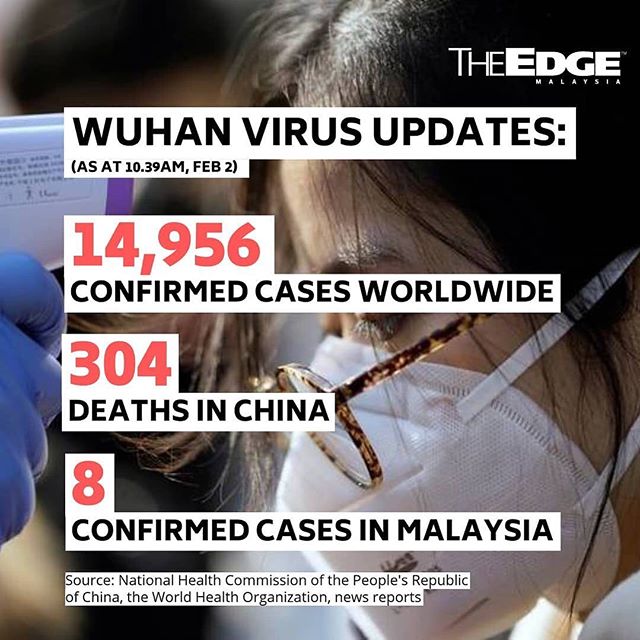 THEEDGE
MALAYSIA
WUHAN VIRUS UPDATES:
(AS AT 10.39AM, FEB 2)
14,956
CONFIRMED CASES WORLDWIDE
304
DEATHS IN CHINA
8
CONFIRMED CASES IN MALAYSIA
Source: National Health Commission of the People's Republic
of China, the World Health Organization, news reports